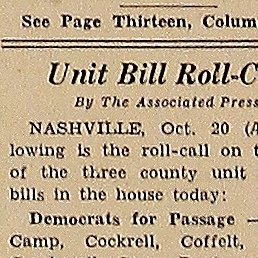 See Page Thirteen, Colum
Unit Bill Roll-C
By The Associated Press
NASHVILLE, Oct. 20 (A
lowing is the roll-call on t
of the three county unit
bills in the house today:
Democrats for Passage —
Camp, Cockrell, Coffelt,